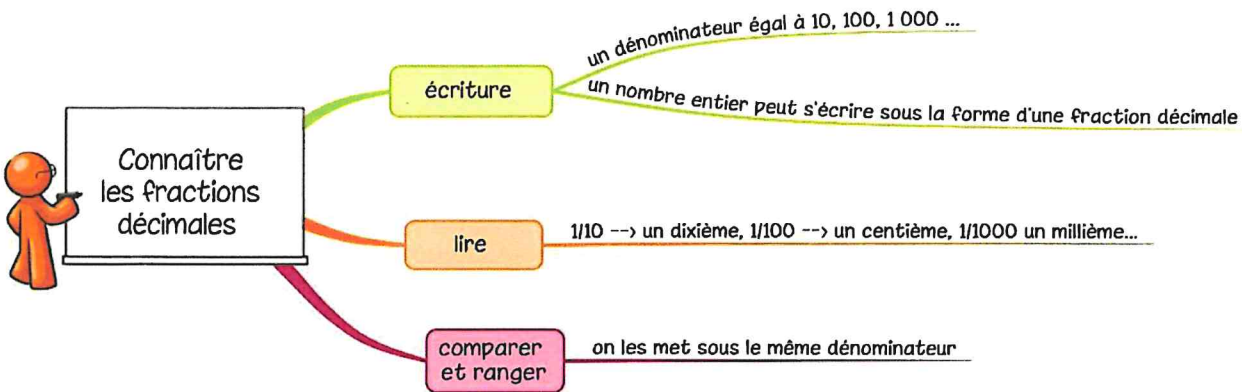 Connaître
les fractions
décimales
écriture
un dénominateur égal à 10, 100, 1 000 ...
un nombre entier peut s'écrire sous la forme d'une fraction décimale
lire
1/10 --> un dixième, 1/100 --> un centième, 1/1000 un millième...
comparer
et ranger
on les met sous le même dénominateur